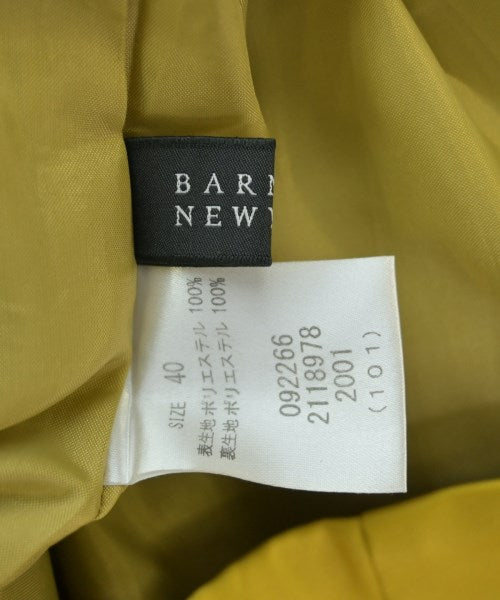 BARN
NEW Y
SIZE 40
表生地 ポリエステル 100%
裏生地 ポリエステル 100%
092266
2118978
2001
(101)